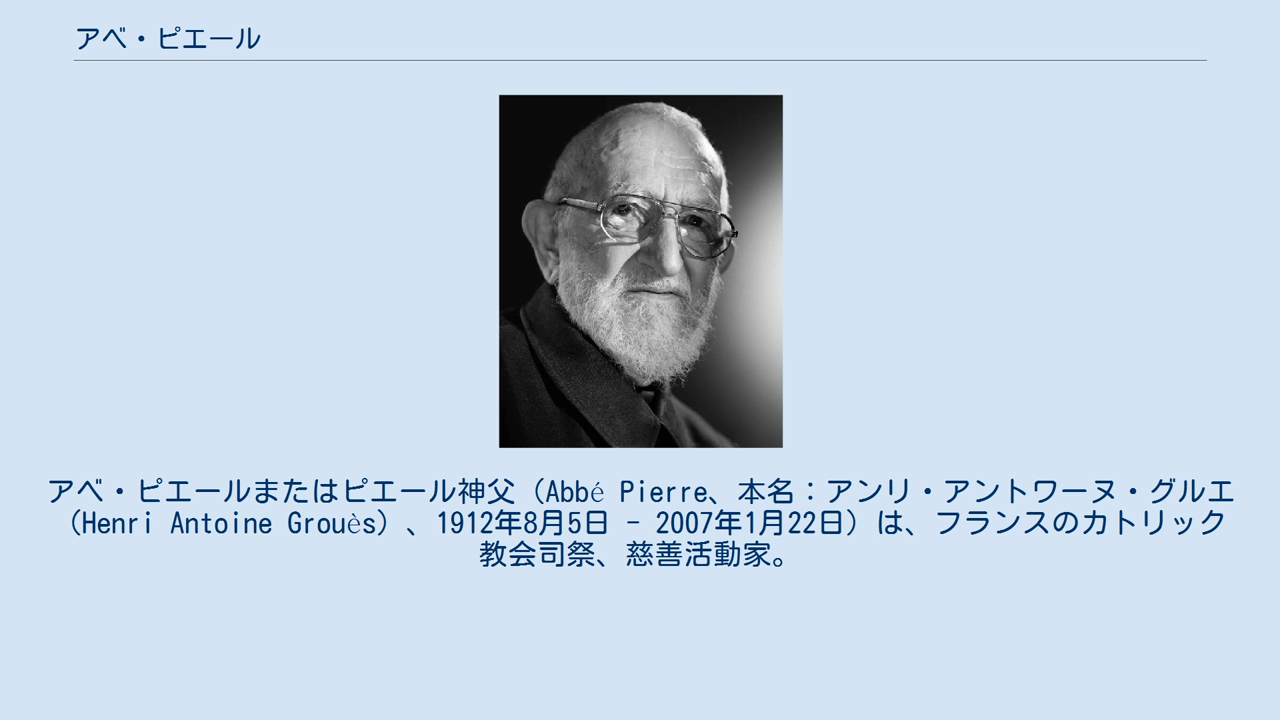 アベ・ピエール
アベ・ピエールまたはピエール神父（Abbé Pierre、本名：アンリ・アントワーヌ・グルエ
（Henri Antoine Grouès）、1912年8月5日 - 2007年1月22日）は、フランスのカトリック
教会司祭、慈善活動家。